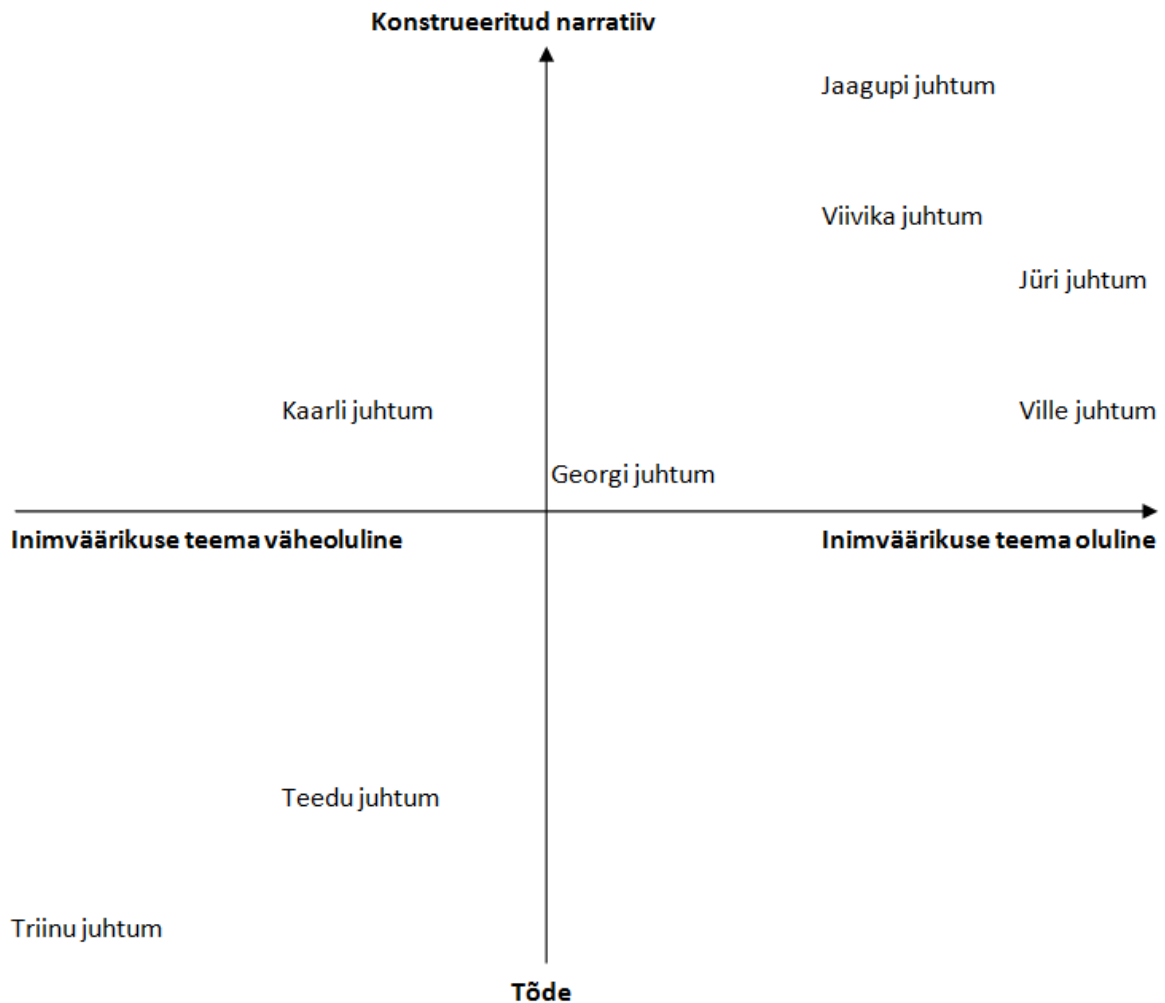 Konstrueeritud narratiiv
Jaagupi juhtum
Viivika juhtum
Jüri juhtum
Kaarli juhtum
Ville juhtum
Georgi juhtum
Inimväärikuse teema väheoluline
Inimväärikuse teema oluline
Teedu juhtum
Triinu juhtum
Tõde